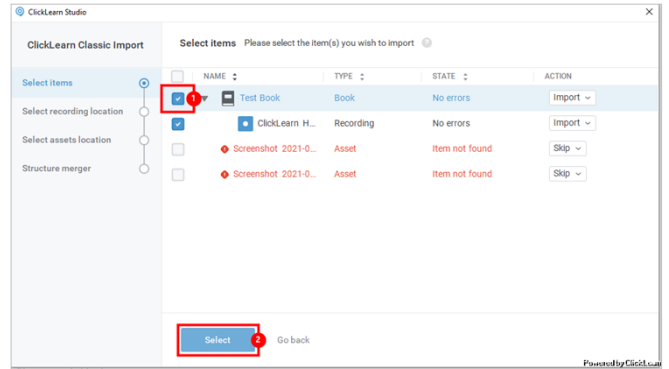 ClickLearn Studio
ClickLearn Classic Import
Select items Please select the item(s) you wish to import ?
Select items
Select recording location
Select assets location
Structure merger
NAME TYPE STATE ACTION
1 Test Book Book No errors Import
ClickLearn H... Recording No errors Import
Screenshot 2021-0... Asset Item not found Skip
Screenshot 2021-0... Asset Item not found Skip
Select 2 Go back
Powered by ClickLearn